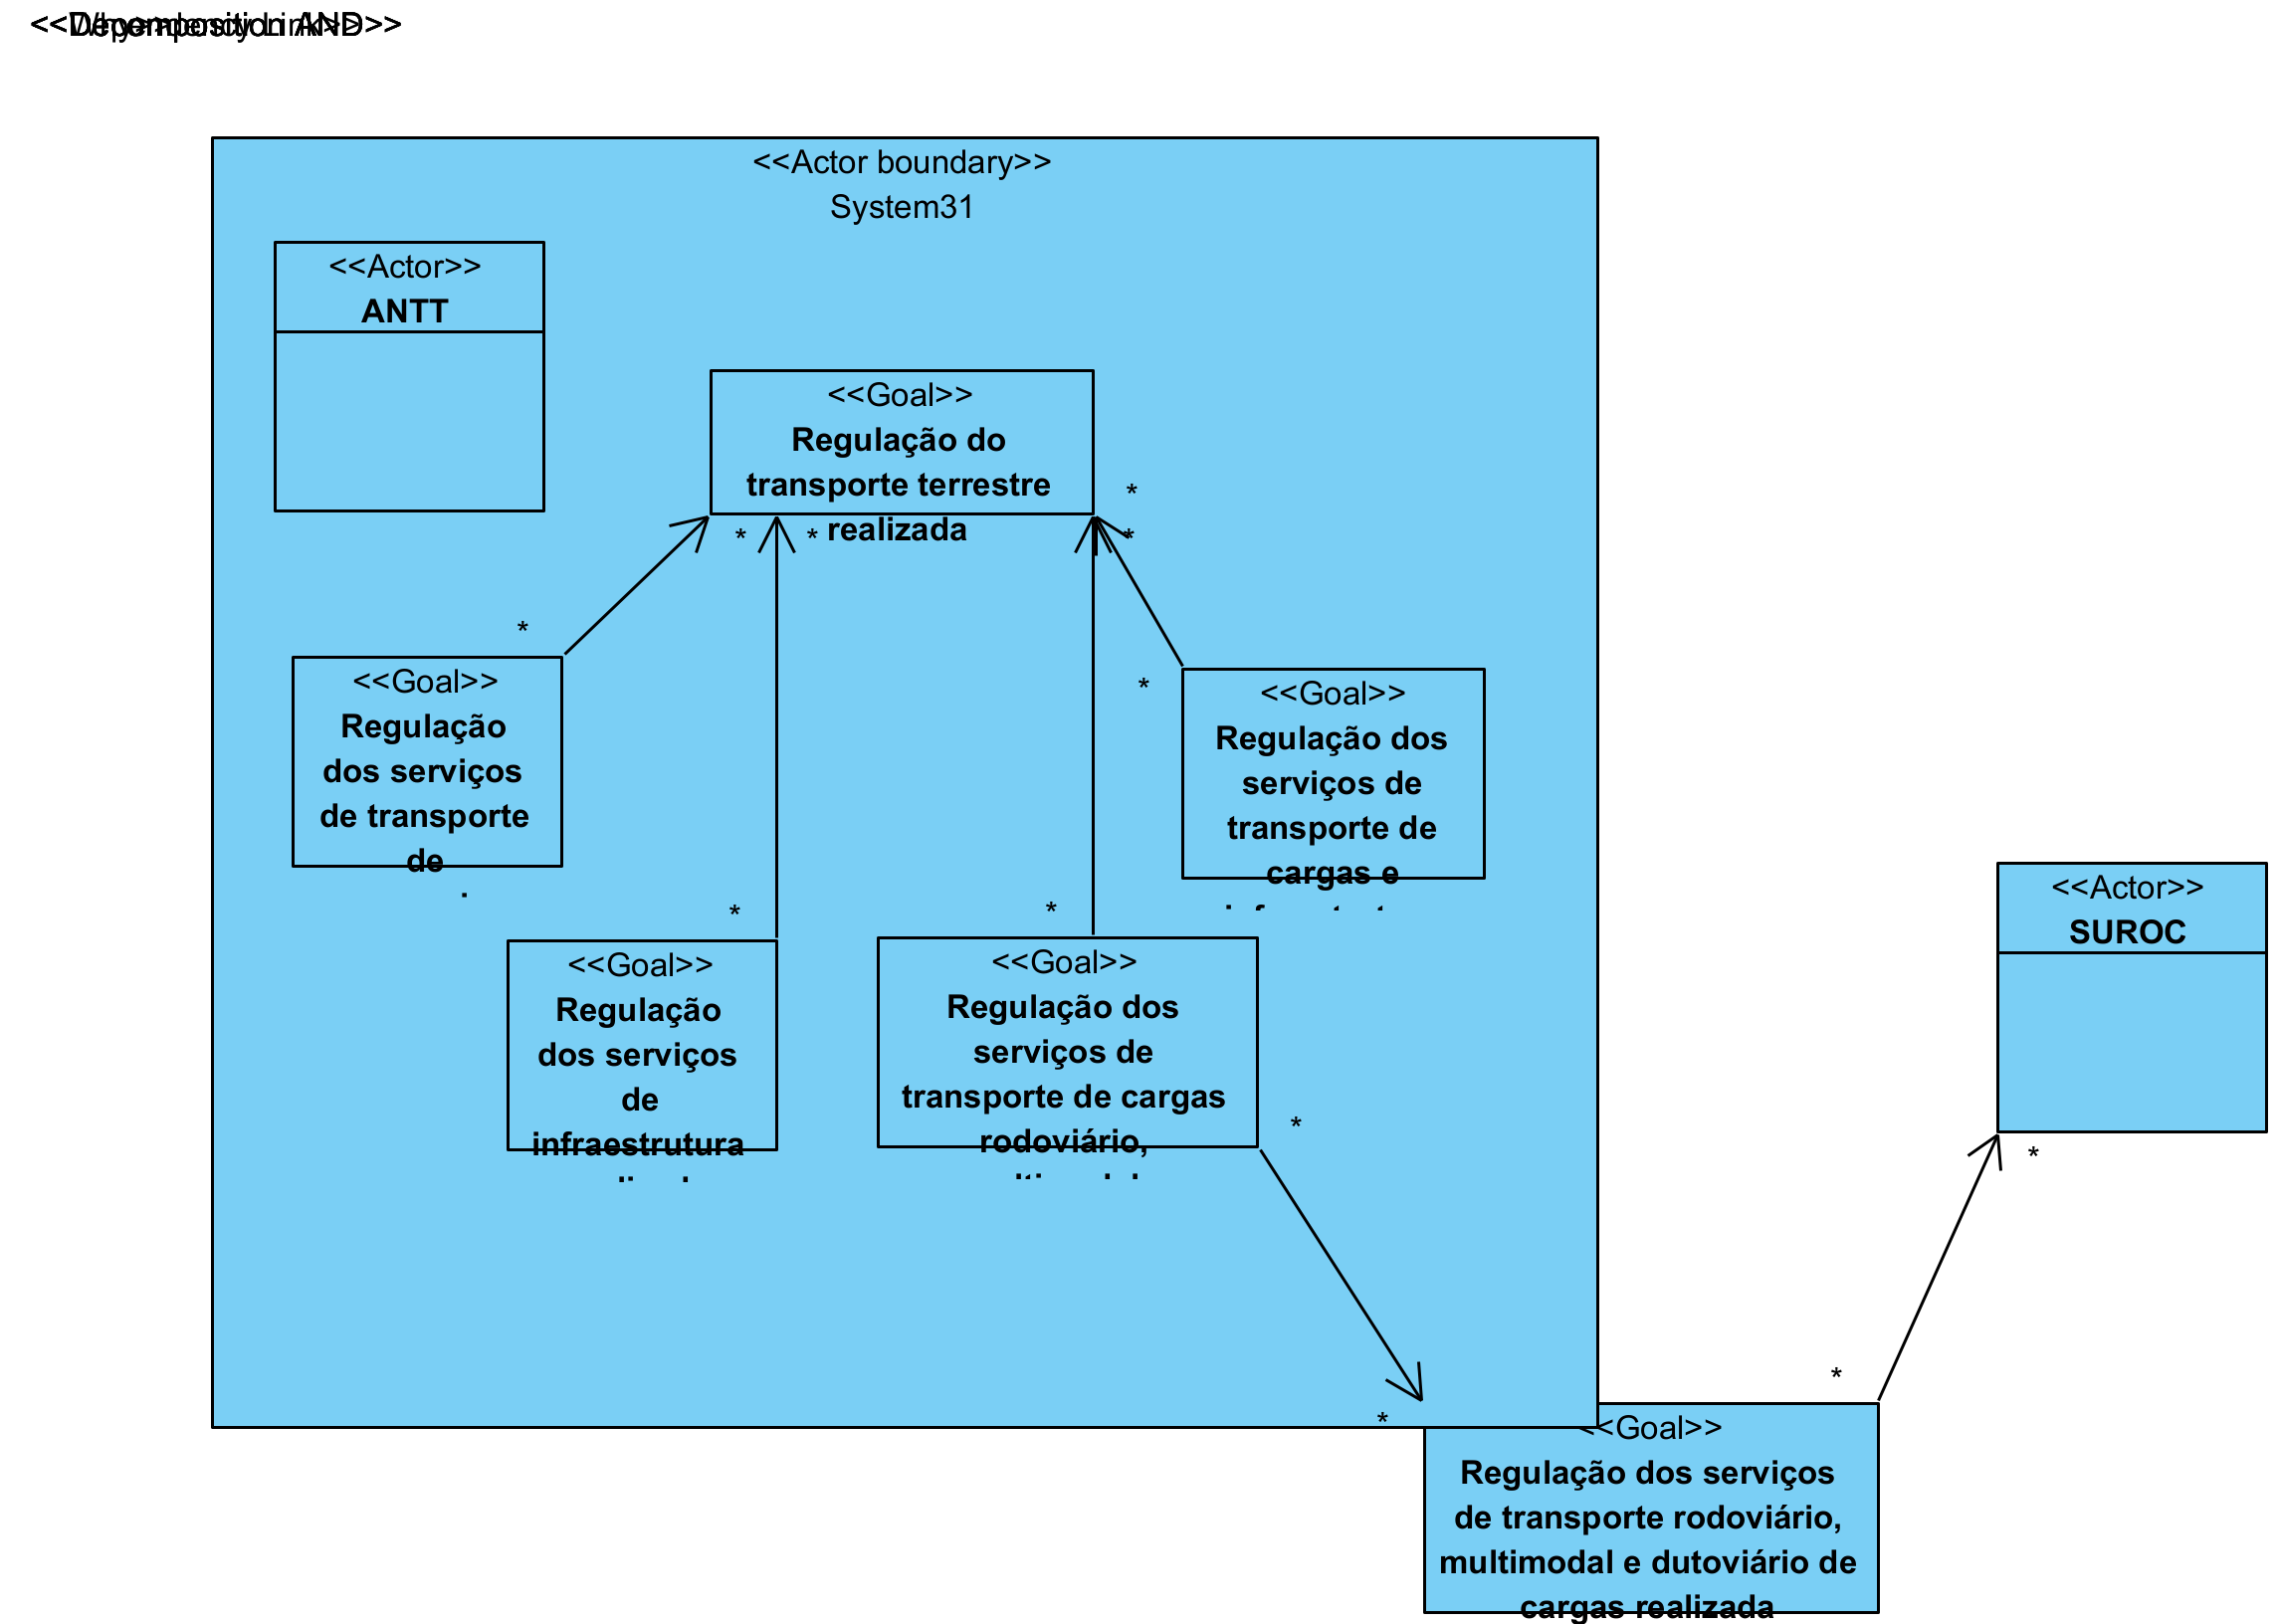 <<Actor boundary>>
System31
<<Actor>>
ANTT
<<Goal>>
Regulação do
transporte terrestre
realizada
*
*
*
*
*
*
<<Goal>>
Regulação
dos serviços
de transporte
de
<<Goal>>
Regulação dos
serviços de
transporte de
cargas e
*
*
<<Goal>>
Regulação
dos serviços
de
infraestrutura
<<Goal>>
Regulação dos
serviços de
transporte de cargas
rodoviário,
<<Actor>>
SUROC
*
*
*
*
<<Goal>>
Regulação dos serviços
de transporte rodoviário,
multimodal e dutoviário de
cargas realizada